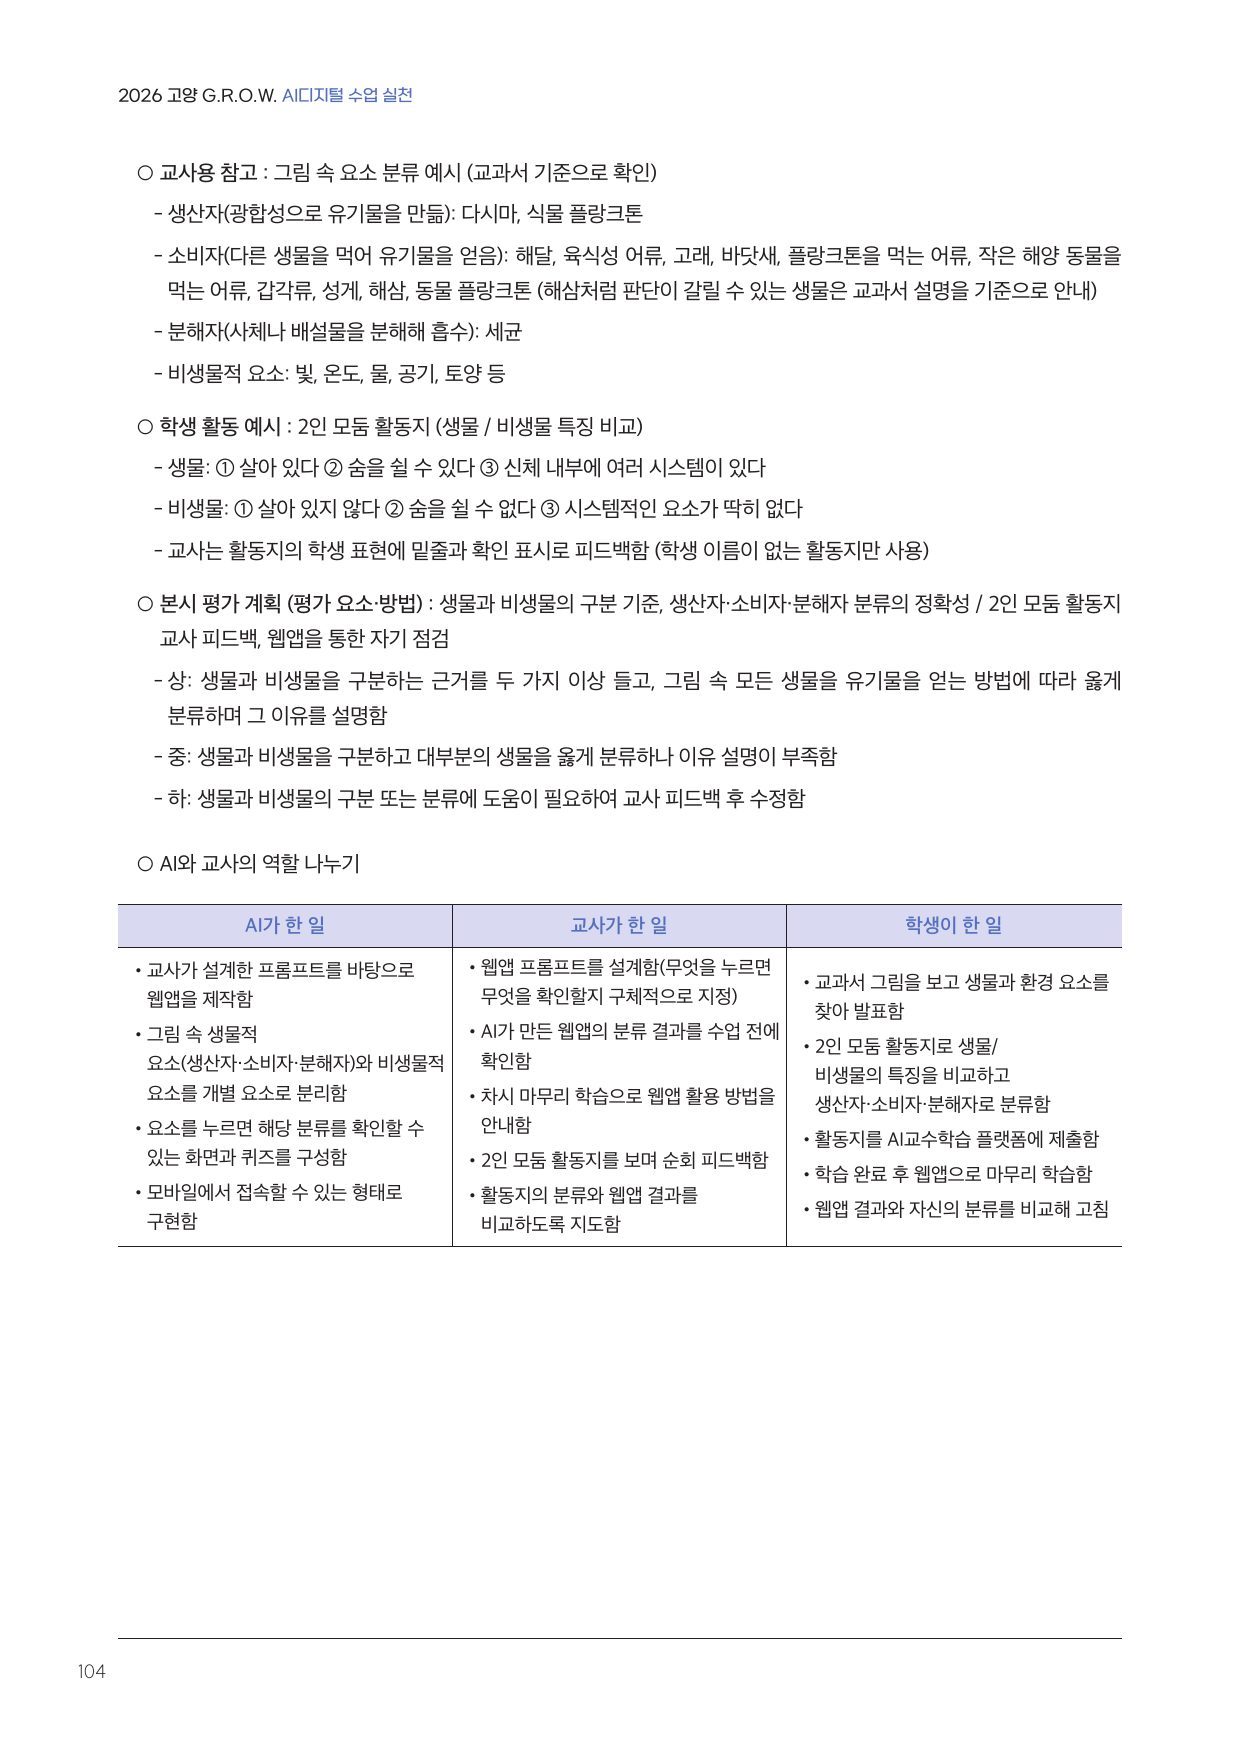 2026 고양 G.R.O.W. AI디지털 수업 실천
○ 교사용 참고 : 그림 속 요소 분류 예시 (교과서 기준으로 확인)
- 생산자(광합성으로 유기물을 만듦): 다시마, 식물 플랑크톤
- 소비자(다른 생물을 먹어 유기물을 얻음): 해달, 육식성 어류, 고래, 바닷새, 플랑크톤을 먹는 어류, 작은 해양 동물을
먹는 어류, 갑각류, 성게, 해삼, 동물 플랑크톤 (해삼처럼 판단이 갈릴 수 있는 생물은 교과서 설명을 기준으로 안내)
- 분해자(사체나 배설물을 분해해 흡수): 세균
- 비생물적 요소: 빛, 온도, 물, 공기, 토양 등
○ 학생 활동 예시 : 2인 모둠 활동지 (생물 / 비생물 특징 비교)
- 생물: ① 살아 있다 ② 숨을 쉴 수 있다 ③ 신체 내부에 여러 시스템이 있다
- 비생물: ① 살아 있지 않다 ② 숨을 쉴 수 없다 ③ 시스템적인 요소가 딱히 없다
- 교사는 활동지의 학생 표현에 밑줄과 확인 표시로 피드백함 (학생 이름이 없는 활동지만 사용)
○ 본시 평가 계획 (평가 요소·방법) : 생물과 비생물의 구분 기준, 생산자·소비자·분해자 분류의 정확성 / 2인 모둠 활동지
교사 피드백, 웹앱을 통한 자기 점검
- 상: 생물과 비생물을 구분하는 근거를 두 가지 이상 들고, 그림 속 모든 생물을 유기물을 얻는 방법에 따라 옳게
분류하며 그 이유를 설명함
- 중: 생물과 비생물을 구분하고 대부분의 생물을 옳게 분류하나 이유 설명이 부족함
- 하: 생물과 비생물의 구분 또는 분류에 도움이 필요하여 교사 피드백 후 수정함
○ AI와 교사의 역할 나누기
AI가 한 일
교사가 한 일
학생이 한 일
• 교사가 설계한 프롬프트를 바탕으로
웹앱을 제작함
• 그림 속 생물적
요소(생산자·소비자·분해자)와 비생물적
요소를 개별 요소로 분리함
• 요소를 누르면 해당 분류를 확인할 수
있는 화면과 퀴즈를 구성함
• 모바일에서 접속할 수 있는 형태로
구현함
• 웹앱 프롬프트를 설계함(무엇을 누르면
무엇을 확인할지 구체적으로 지정)
• AI가 만든 웹앱의 분류 결과를 수업 전에
확인함
• 차시 마무리 학습으로 웹앱 활용 방법을
안내함
• 2인 모둠 활동지를 보며 순회 피드백함
• 활동지의 분류와 웹앱 결과를
비교하도록 지도함
• 교과서 그림을 보고 생물과 환경 요소를
찾아 발표함
• 2인 모둠 활동지로 생물/
비생물의 특징을 비교하고
생산자·소비자·분해자로 분류함
• 활동지를 AI교수학습 플랫폼에 제출함
• 학습 완료 후 웹앱으로 마무리 학습함
• 웹앱 결과와 자신의 분류를 비교해 고침
104